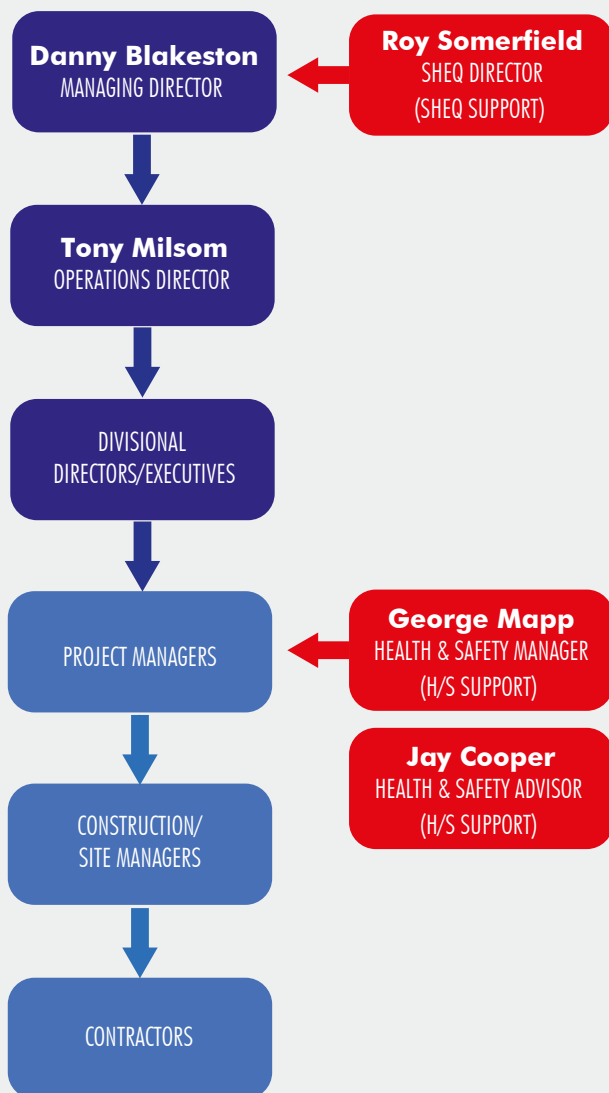 Danny Blakeston
MANAGING DIRECTOR
Roy Somerfield
SHEQ DIRECTOR
(SHEQ SUPPORT)
Tony Milsom
OPERATIONS DIRECTOR
DIVISIONAL
DIRECTORS/EXECUTIVES
PROJECT MANAGERS
George Mapp
HEALTH & SAFETY MANAGER
(H/S SUPPORT)
Jay Cooper
HEALTH & SAFETY ADVISOR
(H/S SUPPORT)
CONSTRUCTION/
SITE MANAGERS
CONTRACTORS